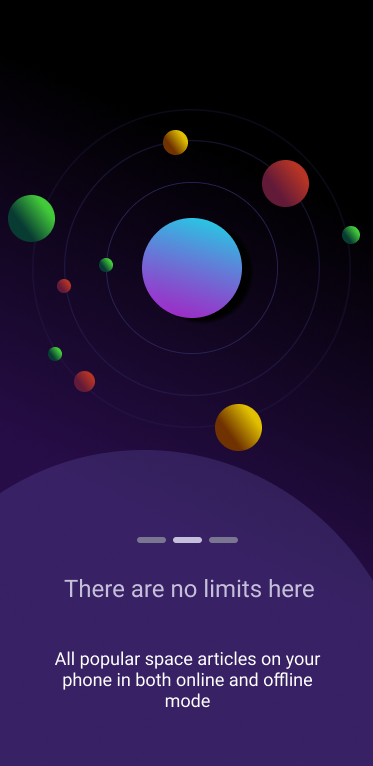 There are no limits here
All popular space articles on your
phone in both online and offline
mode